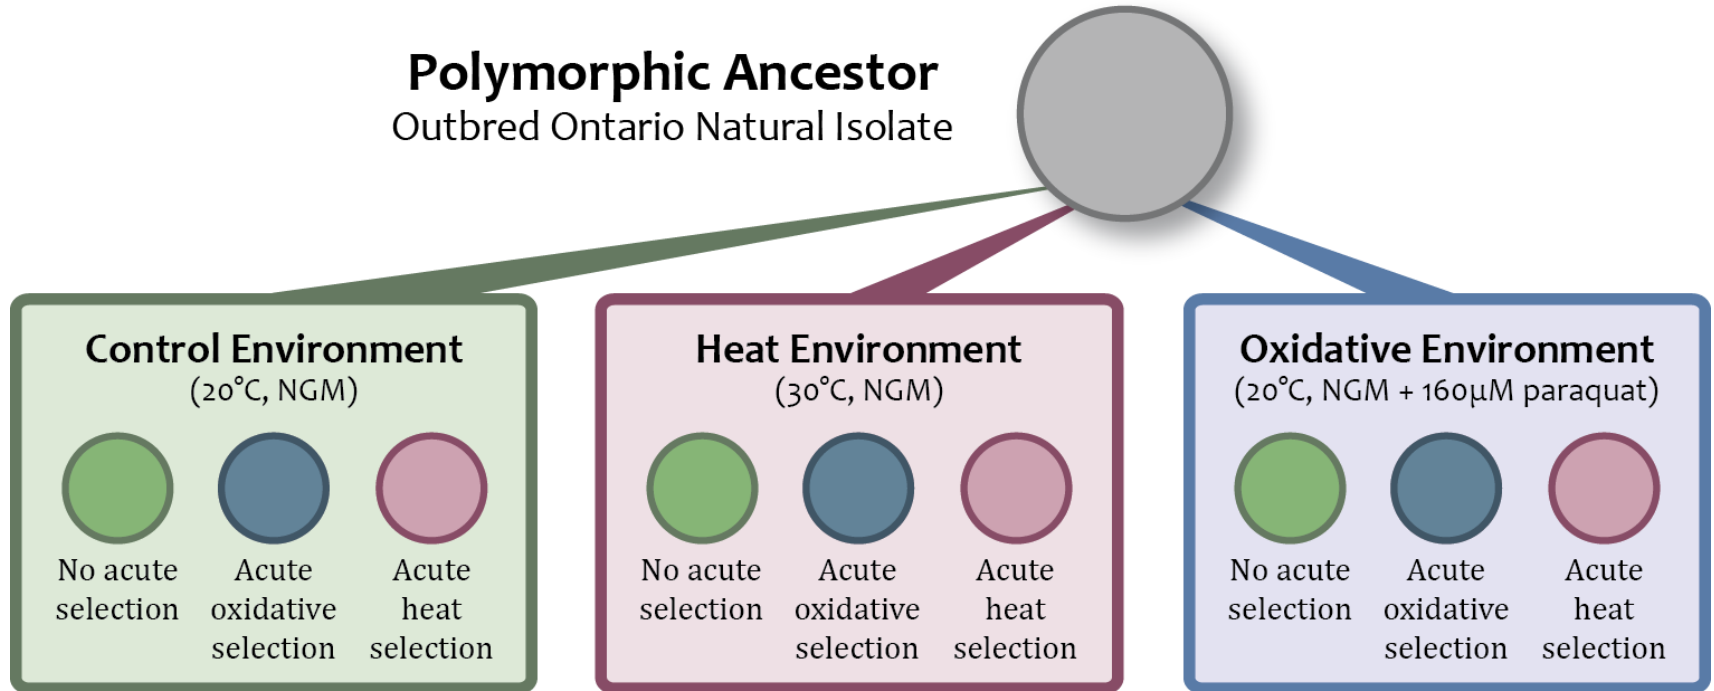 Polymorphic Ancestor
Outbred Ontario Natural Isolate
Control Environment
(20°C, NGM)
No acute
selection
Acute
oxidative
selection
Acute
heat
selection
Heat Environment
(30°C, NGM)
No acute
selection
Acute
oxidative
selection
Acute
heat
selection
Oxidative Environment
(20°C, NGM + 160µM paraquat)
No acute
selection
Acute
oxidative
selection
Acute
heat
selection